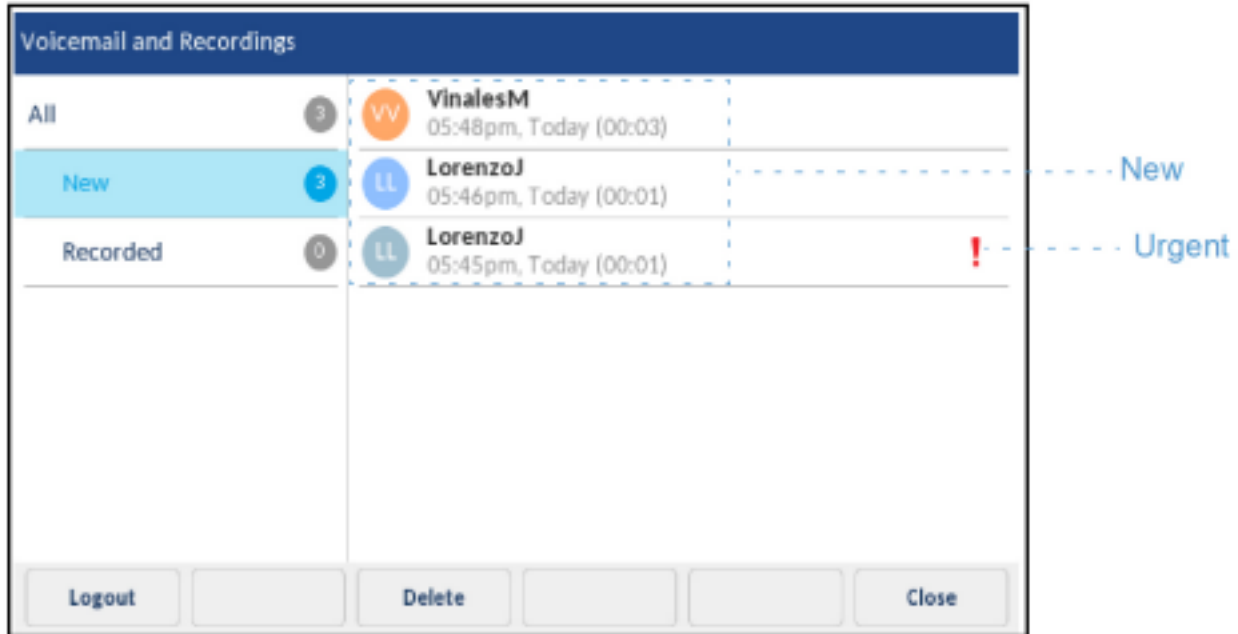 Voicemail and Recordings
All 3
New 3
Recorded 0
VV VinalesM
05:48pm, Today (00:03)
LL LorenzoJ
05:46pm, Today (00:01)
LL LorenzoJ
05:45pm, Today (00:01) !
New
Urgent
Logout Delete Close